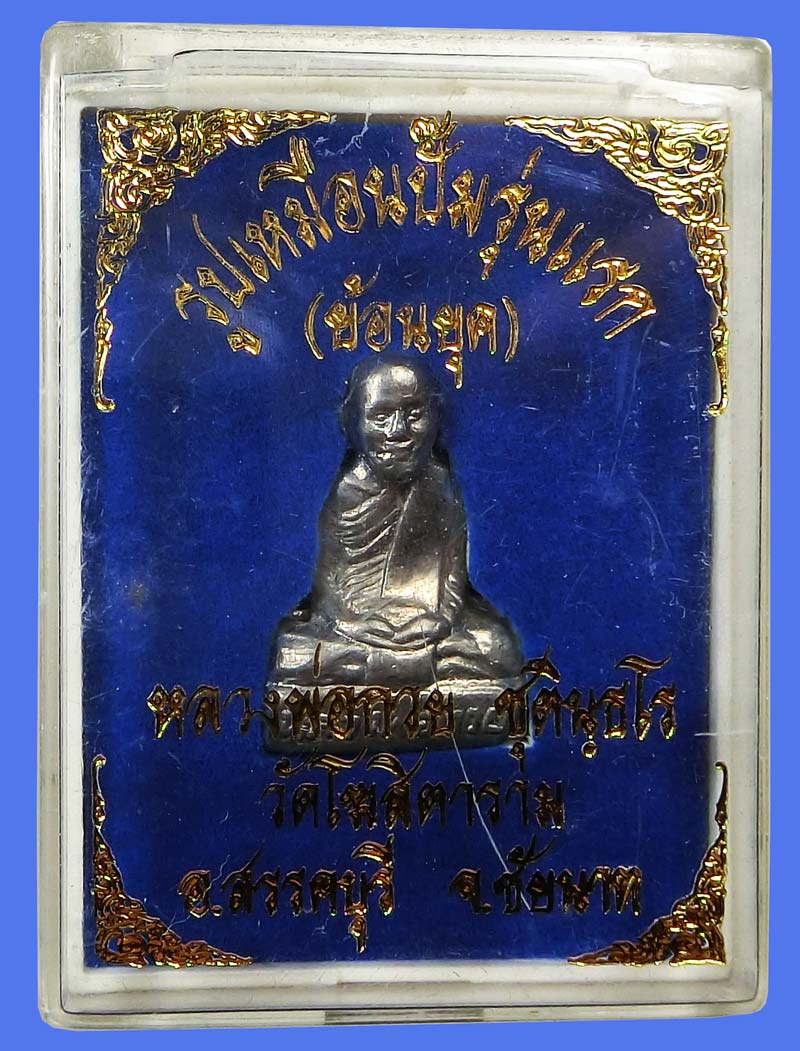 รูปเหมือนปั๊มรุ่นแรก
(ย้อนยุค)
หลวงพ่อกวย ชุตินฺธโร
วัดโฆสิตาราม
อ.สรรคบุรี จ.ชัยนาท